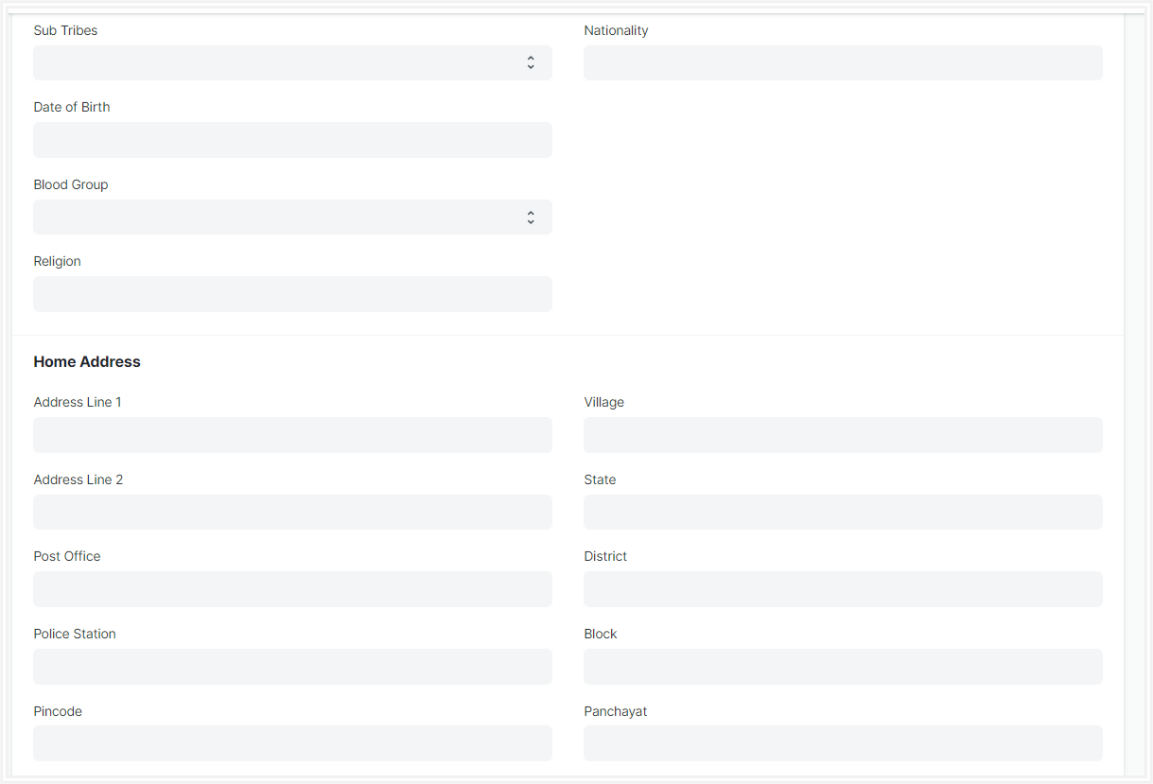 Sub Tribes
Nationality
Date of Birth
Blood Group
Religion
Home Address
Address Line 1
Village
Address Line 2
State
Post Office
District
Police Station
Block
Pincode
Panchayat